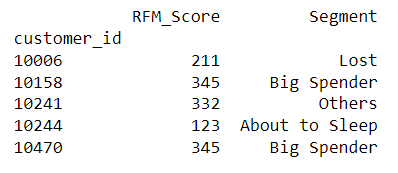 RFM_Score Segment
customer_id
10006 211 Lost
10158 345 Big Spender
10241 332 Others
10244 123 About to Sleep
10470 345 Big Spender